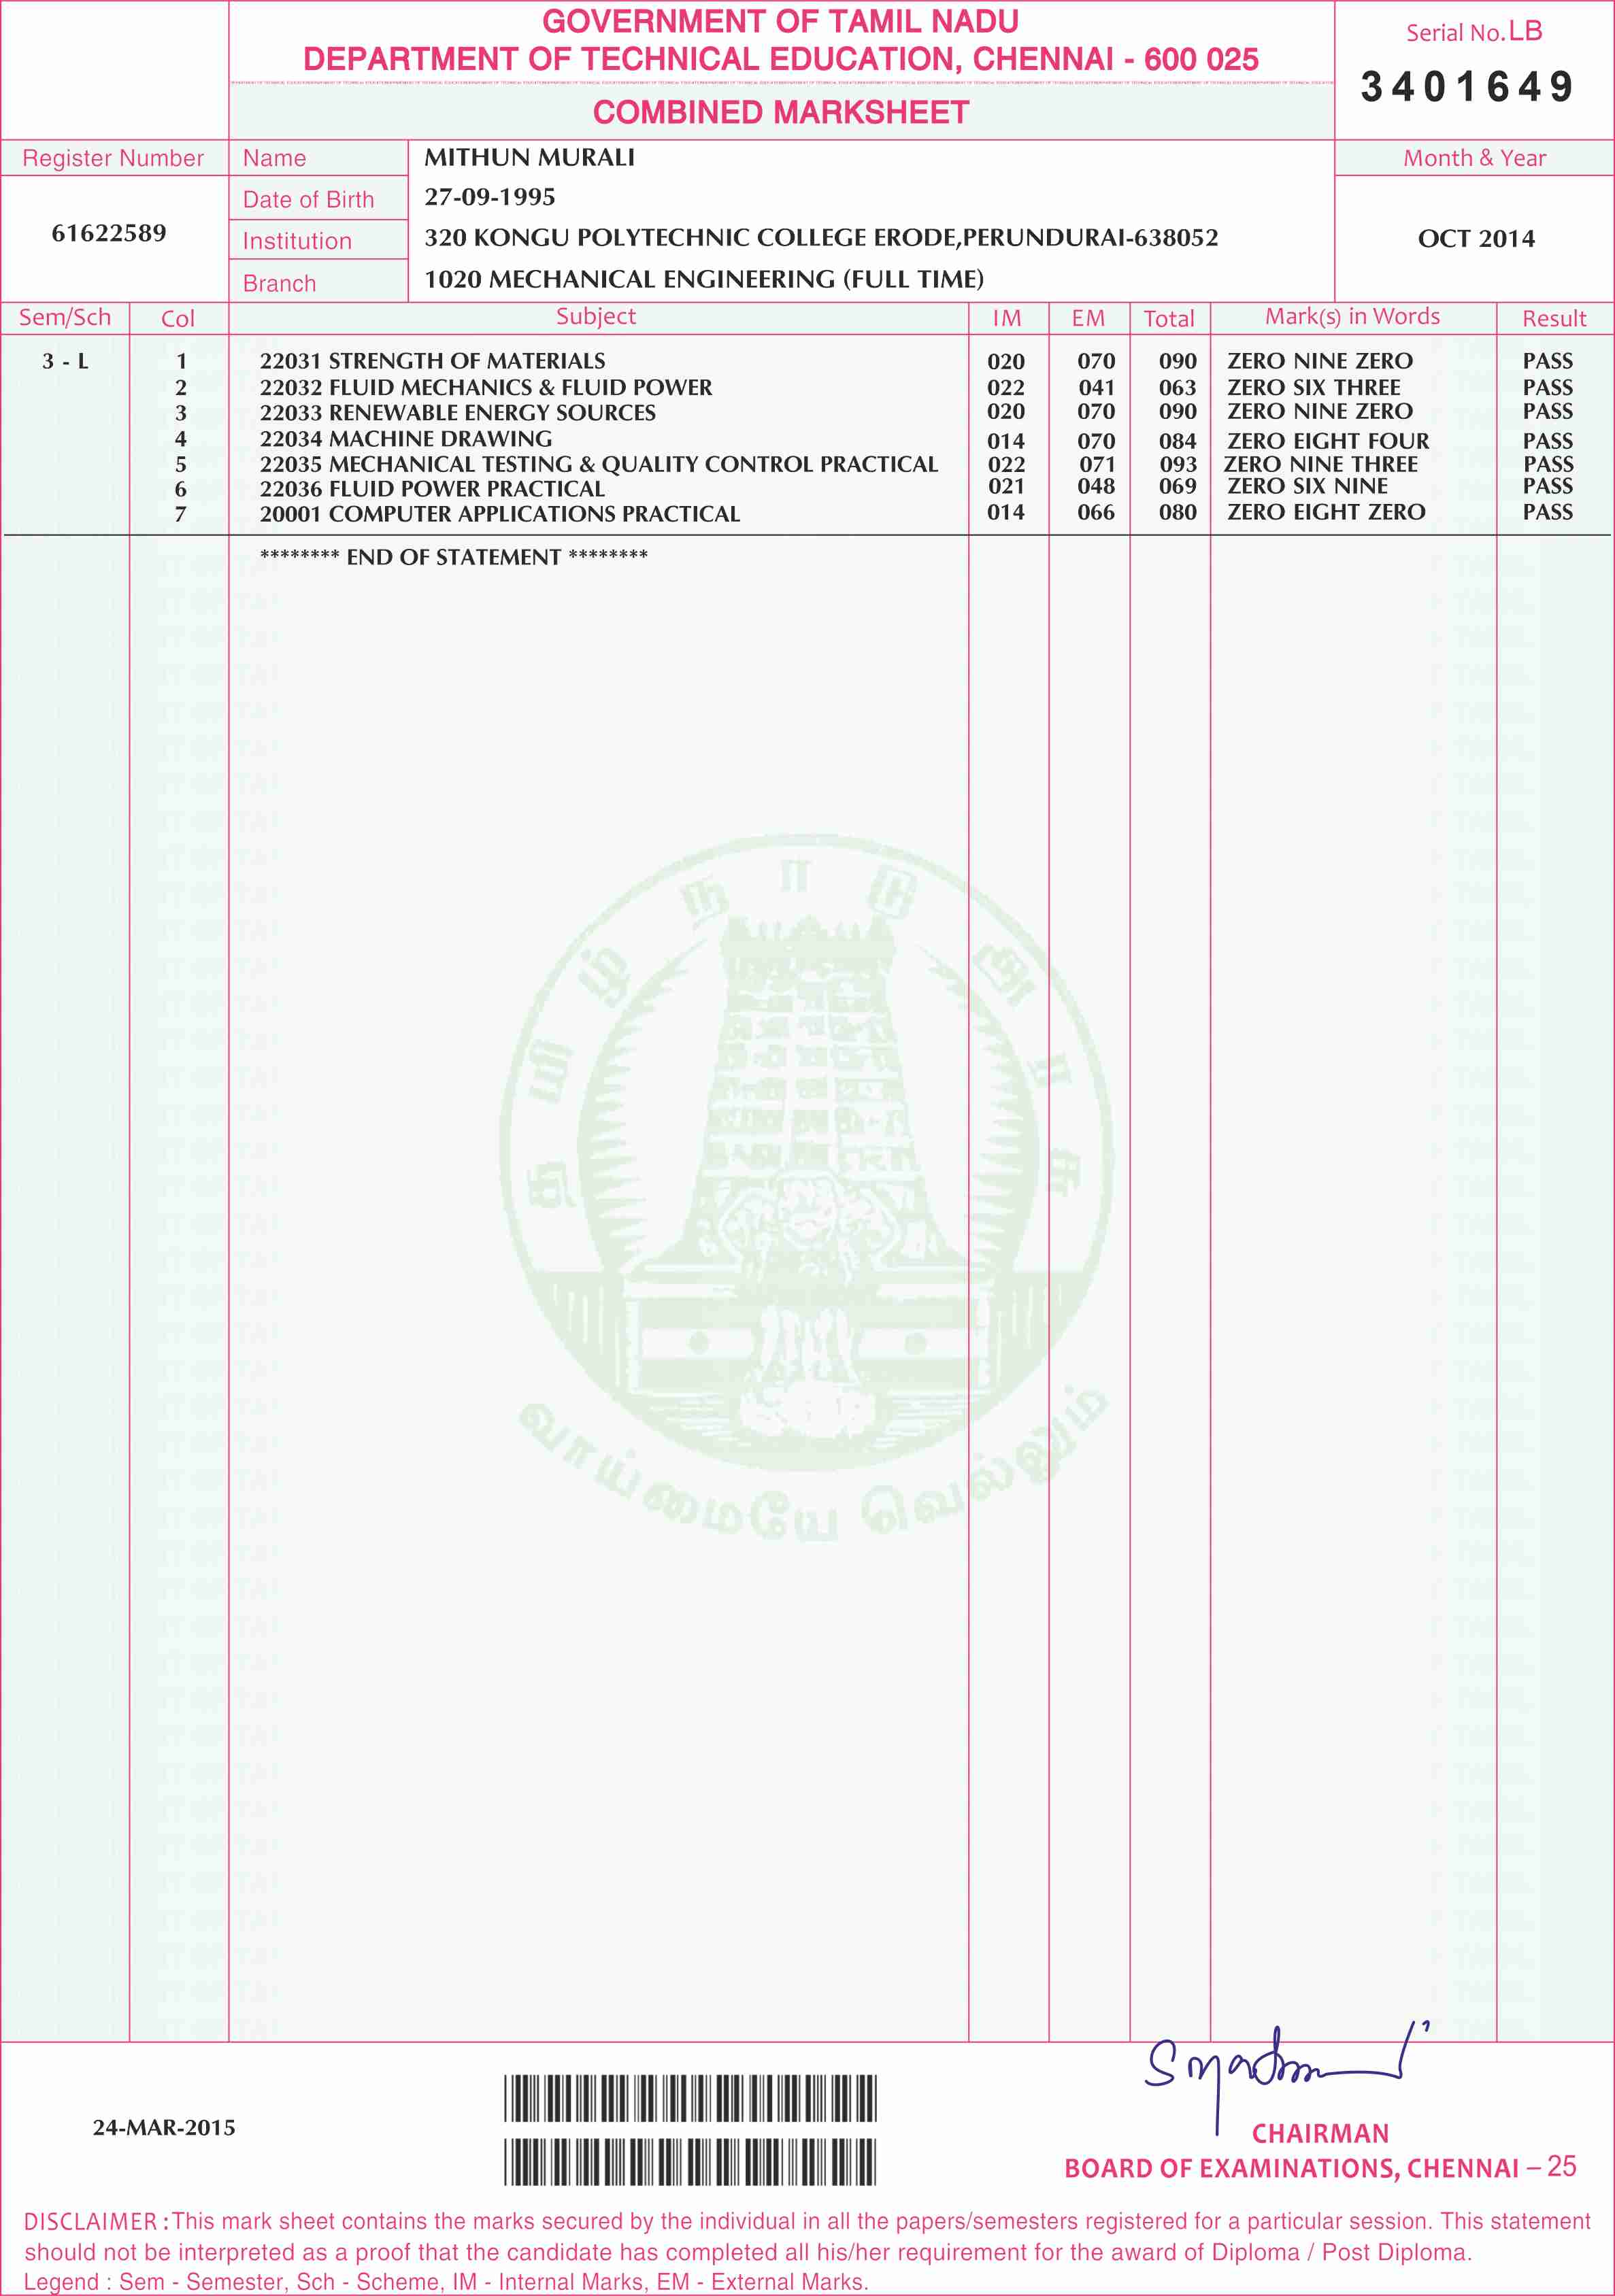 GOVERNMENT OF TAMIL NADU
DEPARTMENT OF TECHNICAL EDUCATION, CHENNAI - 600 025
COMBINED MARKSHEET
Serial No. LB
3401649
Register Number
61622589
Name MITHUN MURALI
Date of Birth 27-09-1995
Institution 320 KONGU POLYTECHNIC COLLEGE ERODE,PERUNDURAI-638052
Branch 1020 MECHANICAL ENGINEERING (FULL TIME)
Month & Year
OCT 2014
Sem/Sch Col Subject IM EM Total Mark(s) in Words Result
3 - L 1 22031 STRENGTH OF MATERIALS 020 070 090 ZERO NINE ZERO PASS
2 22032 FLUID MECHANICS & FLUID POWER 022 041 063 ZERO SIX THREE PASS
3 22033 RENEWABLE ENERGY SOURCES 020 070 090 ZERO NINE ZERO PASS
4 22034 MACHINE DRAWING 014 070 084 ZERO EIGHT FOUR PASS
5 22035 MECHANICAL TESTING & QUALITY CONTROL PRACTICAL 022 071 093 ZERO NINE THREE PASS
6 22036 FLUID POWER PRACTICAL 021 048 069 ZERO SIX NINE PASS
7 20001 COMPUTER APPLICATIONS PRACTICAL 014 066 080 ZERO EIGHT ZERO PASS
******** END OF STATEMENT ********
தமிழ் நாடு அரசு
வாய்மையே வெல்லும்
24-MAR-2015
CHAIRMAN
BOARD OF EXAMINATIONS, CHENNAI – 25
DISCLAIMER : This mark sheet contains the marks secured by the individual in all the papers/semesters registered for a particular session. This statement
should not be interpreted as a proof that the candidate has completed all his/her requirement for the award of Diploma / Post Diploma.
Legend : Sem - Semester, Sch - Scheme, IM - Internal Marks, EM - External Marks.